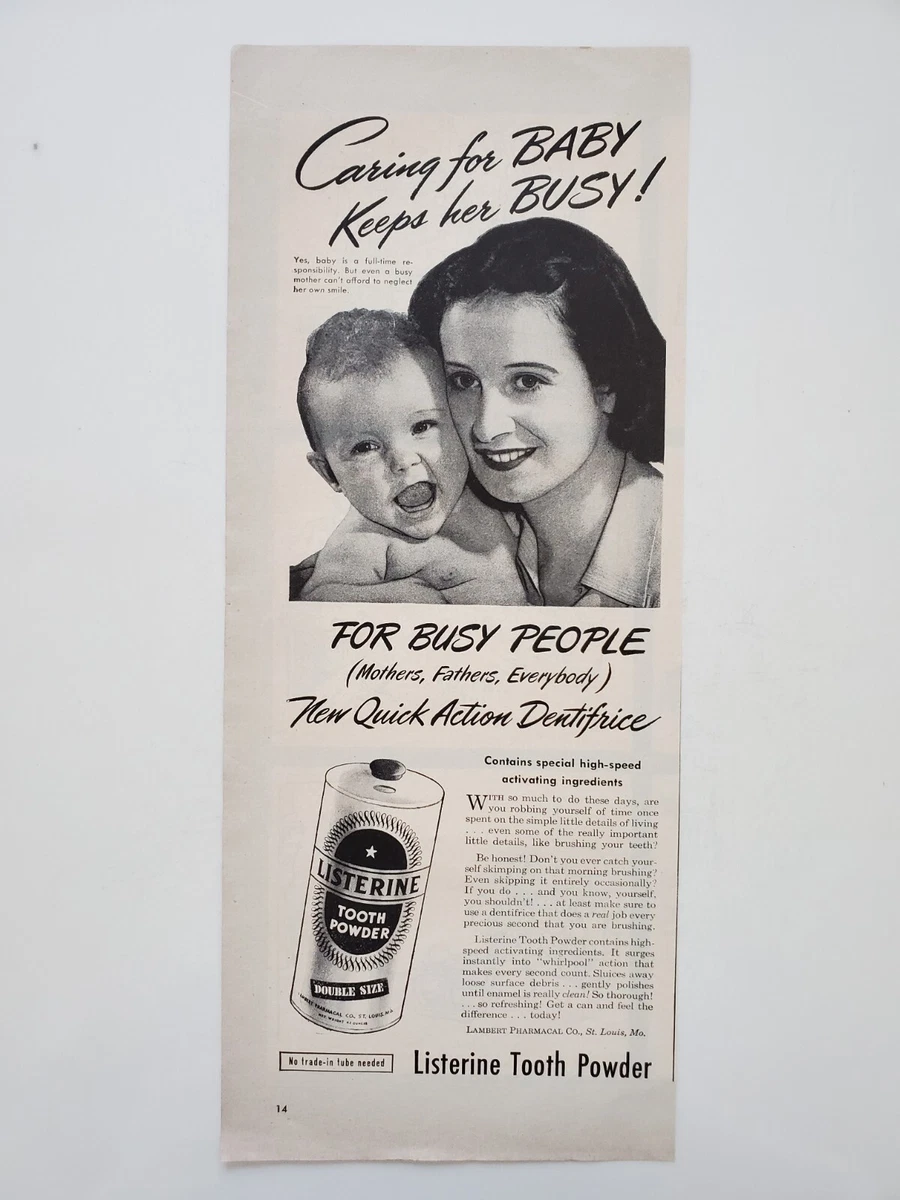 Caring for BABY
Keeps her BUSY!
Yes, baby is a full-time re-
sponsibility. But even a busy
mother can't afford to neglect
her own smile.
FOR BUSY PEOPLE
(Mothers, Fathers, Everybody)
New Quick Action Dentifrice
Contains special high-speed
activating ingredients
WITH so much to do these days, are
you robbing yourself of time once
spent on the simple little details of living
. . . even some of the really important
little details, like brushing your teeth?
Be honest! Don't you ever catch your-
self skimping on that morning brushing?
Even skipping it entirely occasionally?
If you do . . . and you know, yourself,
you shouldn't! . . . at least make sure to
use a dentifrice that does a real job every
precious second that you are brushing.
Listerine Tooth Powder contains high-
speed activating ingredients. It surges
instantly into "whirlpool" action that
makes every second count. Sluices away
loose surface debris . . . gently polishes
until enamel is really clean! So thorough!
. . . so refreshing! Get a can and feel the
difference . . . today!
LAMBERT PHARMACAL CO., St. Louis, Mo.
LISTERINE
TOOTH
POWDER
DOUBLE SIZE
LAMBERT PHARMACAL CO., ST. LOUIS, MO.
NET WEIGHT
No trade-in tube needed
Listerine Tooth Powder
14